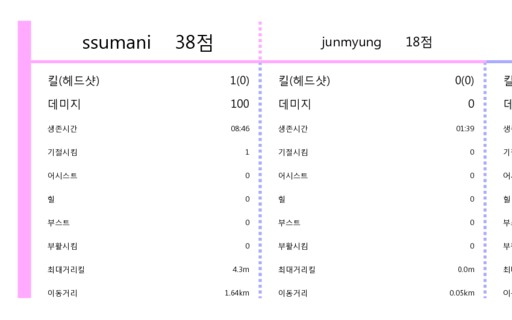 ssumani 38점 junmyung 18점
킬(헤드샷) 1(0) 킬(헤드샷) 0(0)
데미지 100 데미지 0
생존시간 08:46 생존시간 01:39
기절시킴 1 기절시킴 0
어시스트 0 어시스트 0
힐 0 힐 0
부스트 0 부스트 0
부활시킴 0 부활시킴 0
최대거리킬 4.3m 최대거리킬 0.0m
이동거리 1.64km 이동거리 0.05km